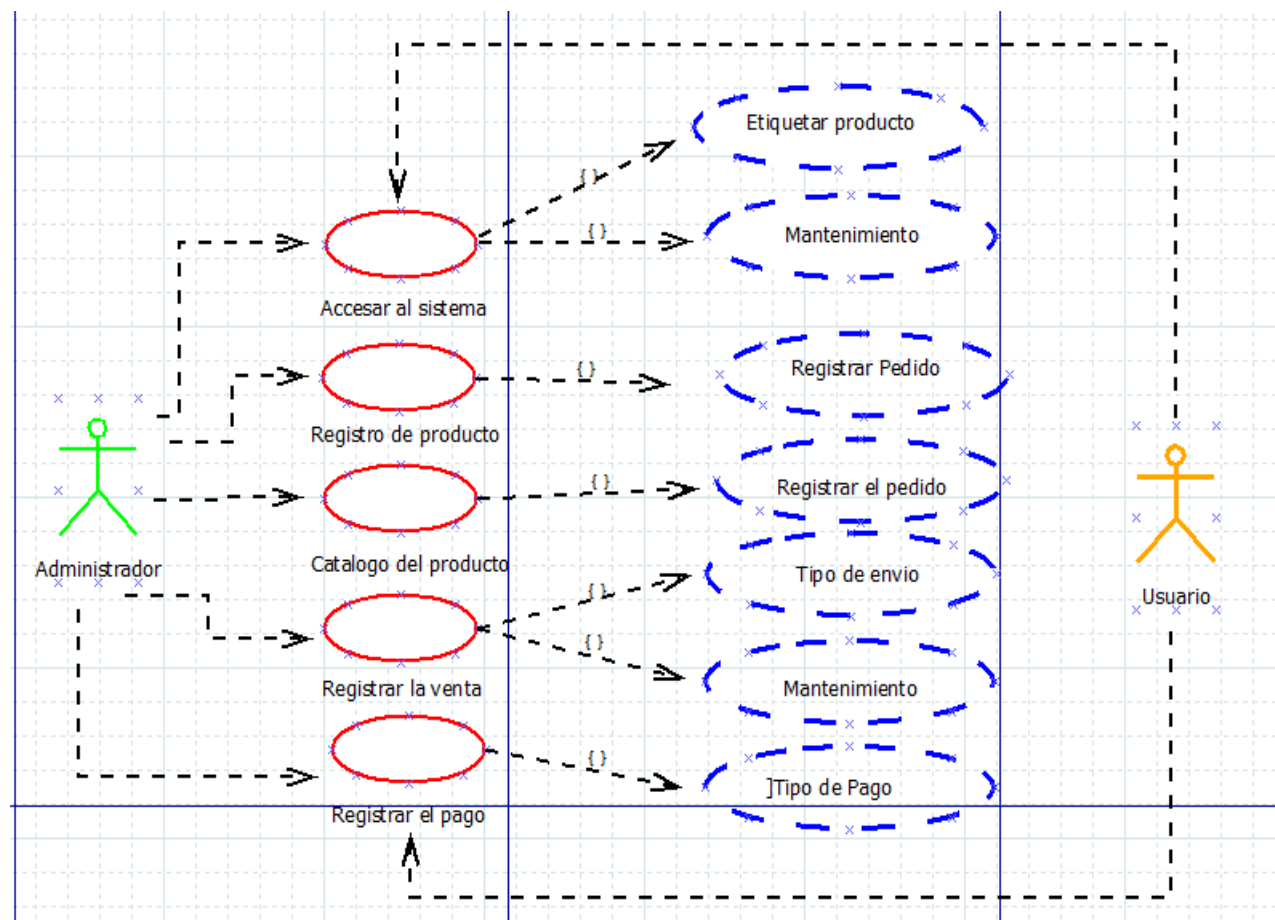 Etiquetar producto
{ }
Mantenimiento
{ }
Accesar al sistema
Registrar Pedido
{ }
Registro de producto
Registrar el pedido
{ }
Catalogo del producto
Administrador
Tipo de envio
{ }
Usuario
{ }
Registrar la venta
Mantenimiento
{ }
]Tipo de Pago
Registrar el pago